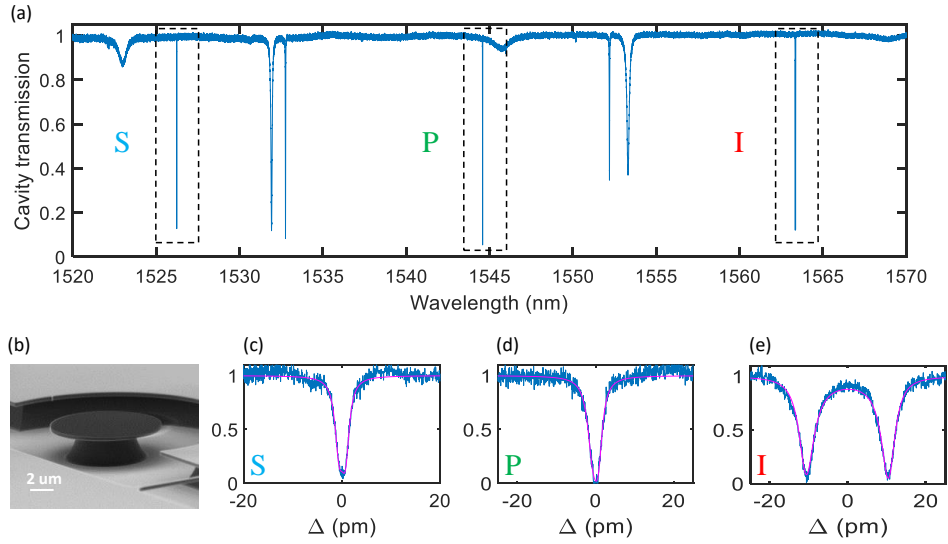 (a)
Cavity transmission
1
0.8
0.6
0.4
0.2
0
S
P
I
1520 1525 1530 1535 1540 1545 1550 1555 1560 1565 1570
Wavelength (nm)
(b)
2 um
(c)
1
0.5
0
S
-20 0 20
Δ (pm)
(d)
1
0.5
0
P
-20 0 20
Δ (pm)
(e)
1
0.5
0
I
-20 0 20
Δ (pm)